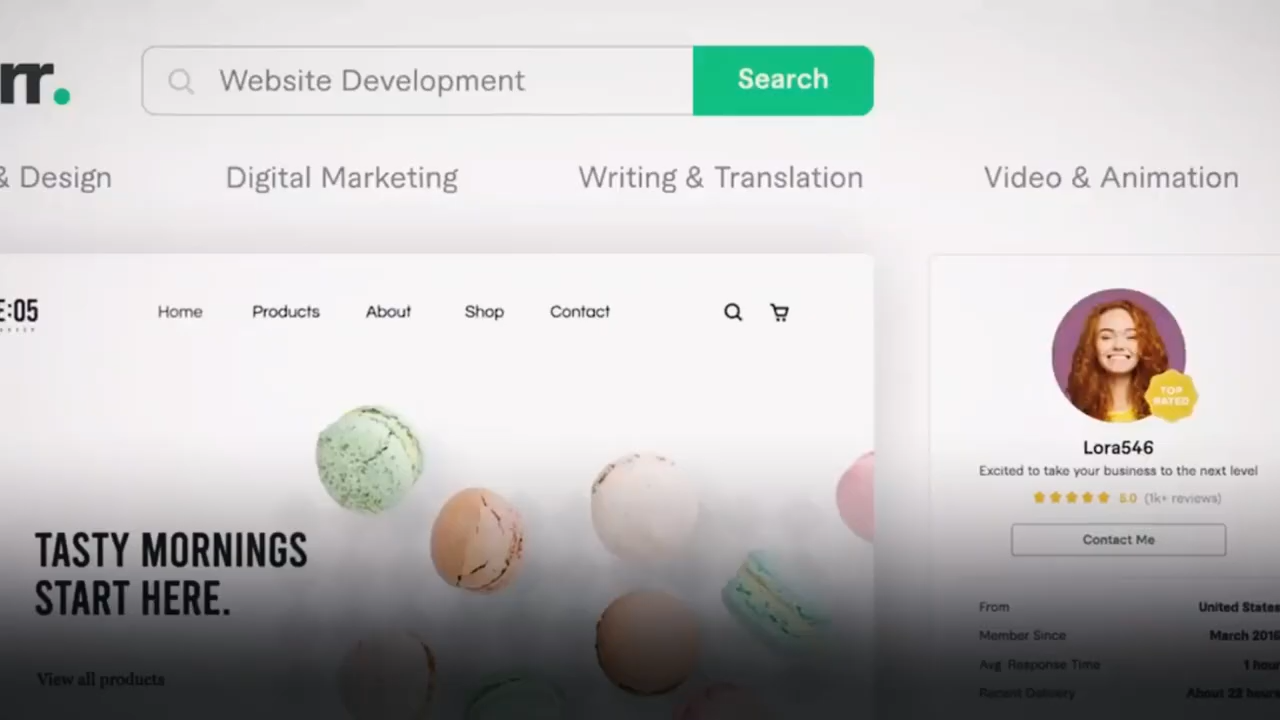 rr.
Website Development
Search
& Design
Digital Marketing
Writing & Translation
Video & Animation
E:05
Home
Products
About
Shop
Contact
TASTY MORNINGS
START HERE.
View all products
TOP
RATED
Lora546
Excited to take your business to the next level
5.0 (1k+ reviews)
Contact Me
From United States
Member Since March 2018
Avg. Response Time 1 hour
Recent Delivery About 22 hours